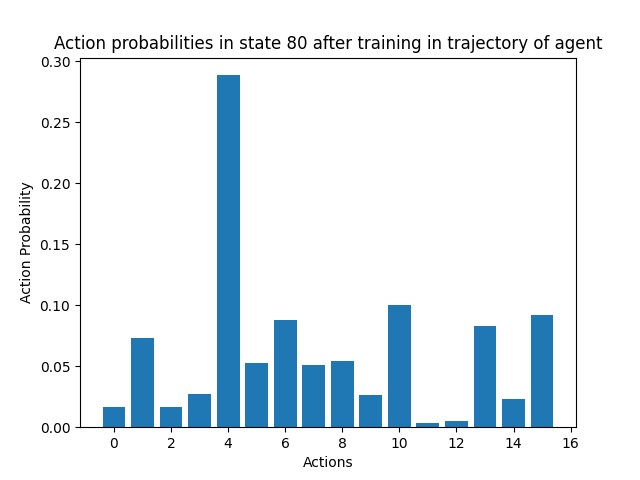 Action probabilities in state 80 after training in trajectory of agent
0.30
0.25
0.20
0.15
0.10
0.05
0.00
Action Probability
0 2 4 6 8 10 12 14 16
Actions